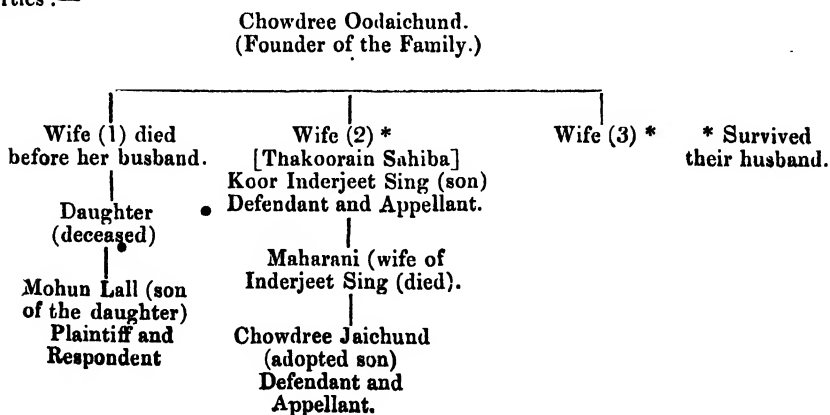 rties :—
Chowdree Oodaichund.
(Founder of the Family.)
Wife (1) died
before her busband.
Daughter
(deceased)
Mohun Lall (son
of the daughter)
Plaintiff and
Respondent
Wife (2) *
[Thakoorain Sahiba]
Koor Inderjeet Sing (son)
Defendant and Appellant.
Maharani (wife of
Inderjeet Sing (died).
Chowdree Jaichund
(adopted son)
Defendant and
Appellant.
Wife (3) *
* Survived
their husband.